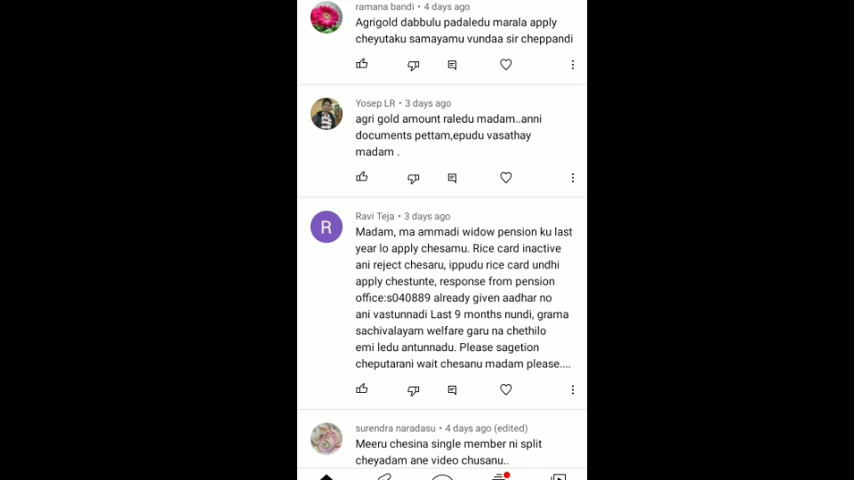 ramana bandi • 4 days ago
Agrigold dabbulu padaledu marala apply
cheyutaku samayamu vundaa sir cheppandi
Yosep LR • 3 days ago
agri gold amount raledu madam..anni
documents pettam,epudu vasathay
madam .
R
Ravi Teja • 3 days ago
Madam, ma ammadi widow pension ku last
year lo apply chesamu. Rice card inactive
ani reject chesaru, ippudu rice card undhi
apply chestunte, response from pension
office:s040889 already given aadhar no
ani vastunnadi Last 9 months nundi, grama
sachivalayam welfare garu na chethilo
emi ledu antunnadu. Please sagetion
cheputarani wait chesanu madam please....
surendra naradasu • 4 days ago (edited)
Meeru chesina single member ni split
cheyadam ane video chusanu..